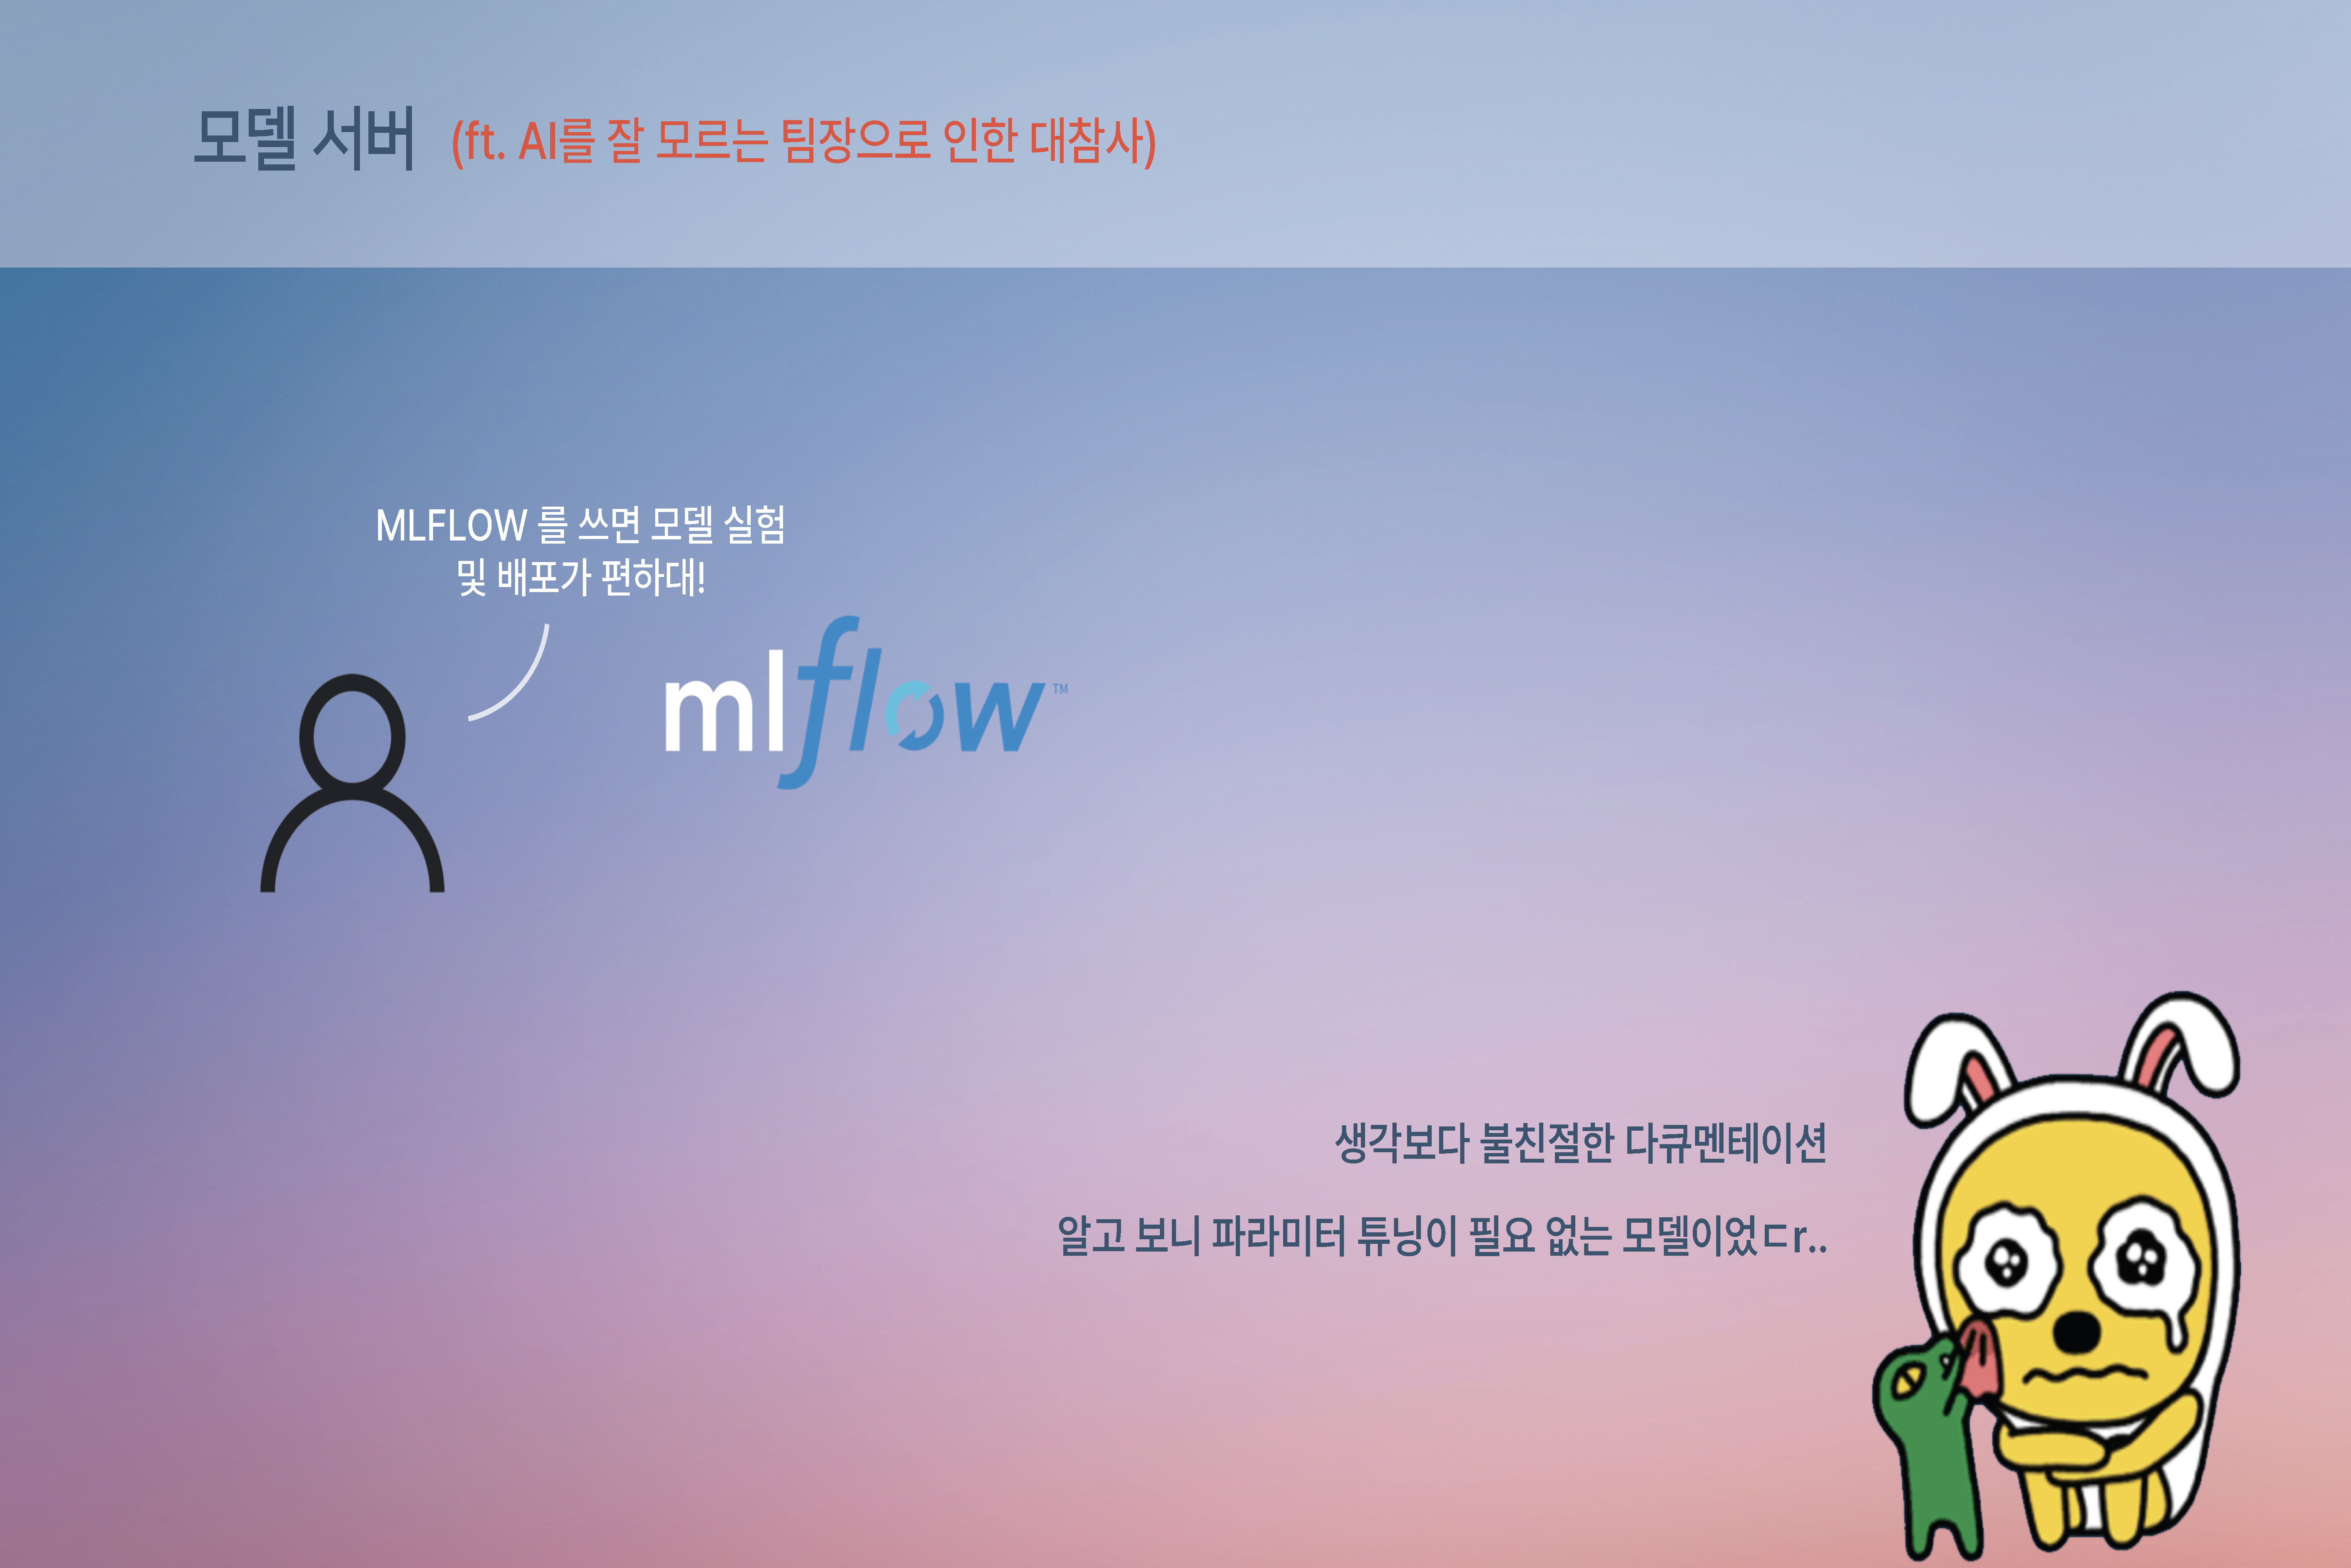 모델 서버 (ft. AI를 잘 모르는 팀장으로 인한 대참사)
MLFLOW 를 쓰면 모델 실험
및 배포가 편하대!
mlflow™
생각보다 불친절한 다큐멘테이션
알고 보니 파라미터 튜닝이 필요 없는 모델이었ㄷr..